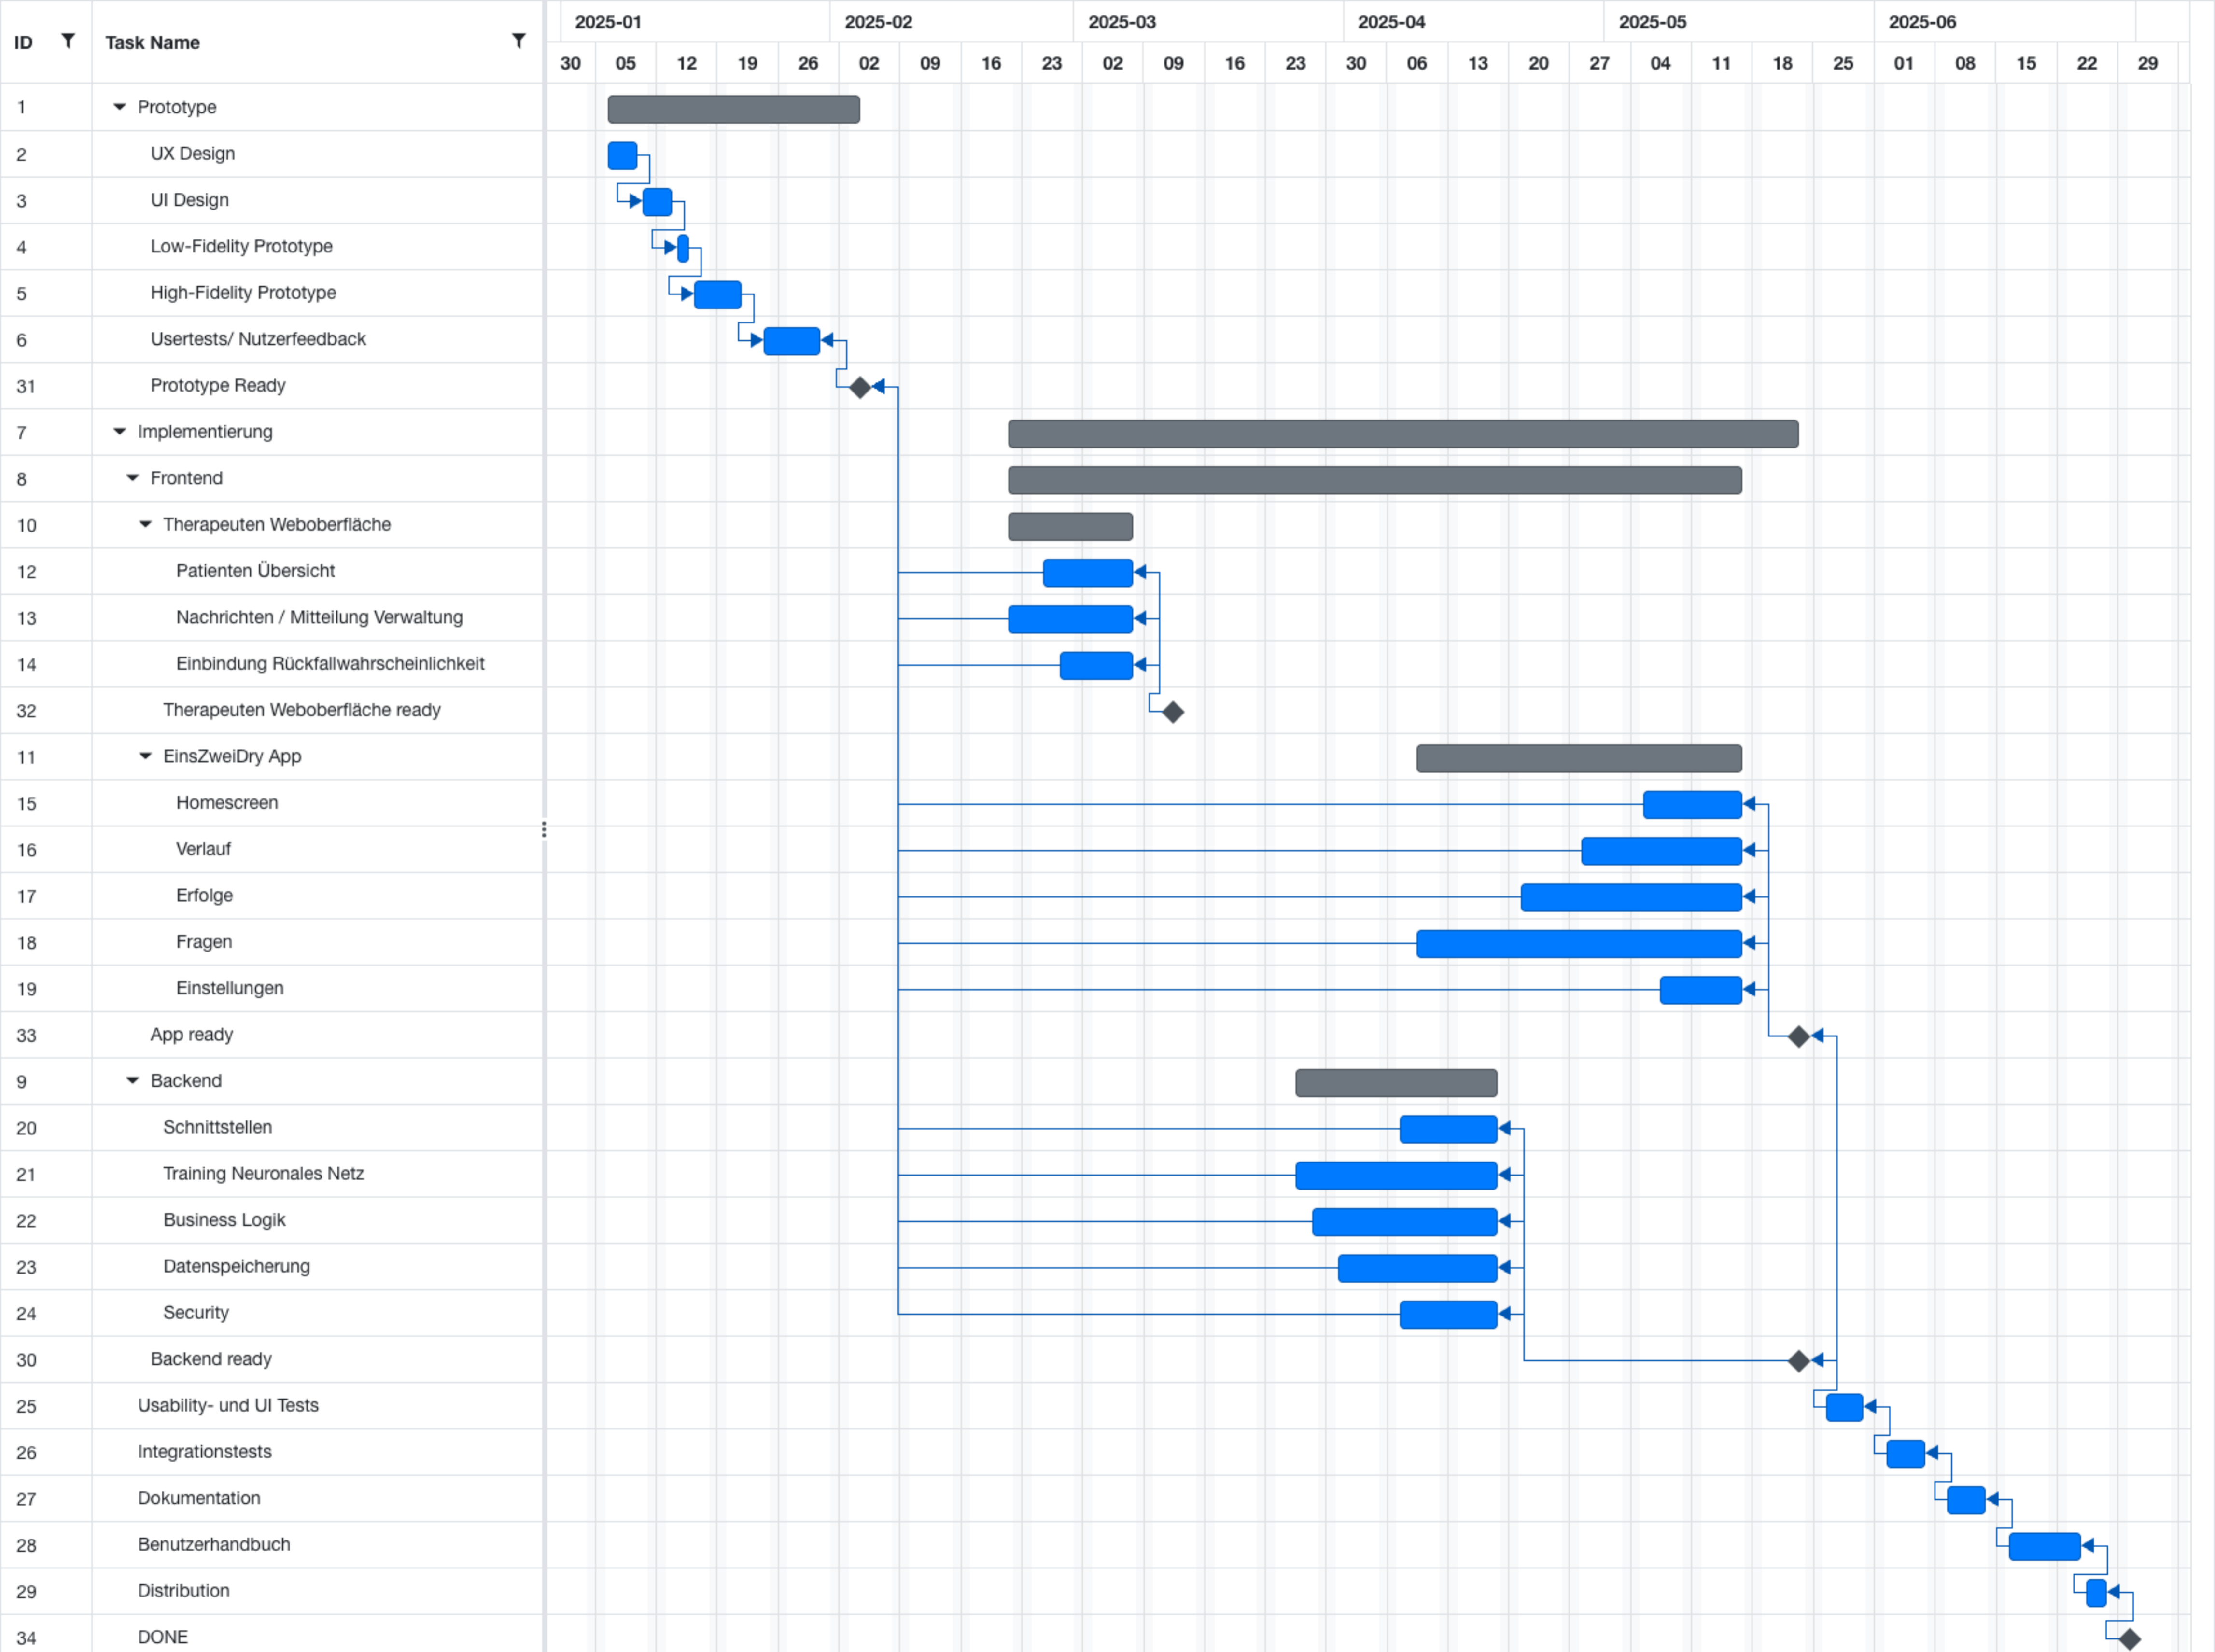 2025-01 2025-02 2025-03 2025-04 2025-05 2025-06
ID Task Name
30 05 12 19 26 02 09 16 23 02 09 16 23 30 06 13 20 27 04 11 18 25 01 08 15 22 29
1 Prototype
2 UX Design
3 UI Design
4 Low-Fidelity Prototype
5 High-Fidelity Prototype
6 Usertests/ Nutzerfeedback
31 Prototype Ready
7 Implementierung
8 Frontend
10 Therapeuten Weboberfläche
12 Patienten Übersicht
13 Nachrichten / Mitteilung Verwaltung
14 Einbindung Rückfallwahrscheinlichkeit
32 Therapeuten Weboberfläche ready
11 EinsZweiDry App
15 Homescreen
16 Verlauf
17 Erfolge
18 Fragen
19 Einstellungen
33 App ready
9 Backend
20 Schnittstellen
21 Training Neuronales Netz
22 Business Logik
23 Datenspeicherung
24 Security
30 Backend ready
25 Usability- und UI Tests
26 Integrationstests
27 Dokumentation
28 Benutzerhandbuch
29 Distribution
34 DONE